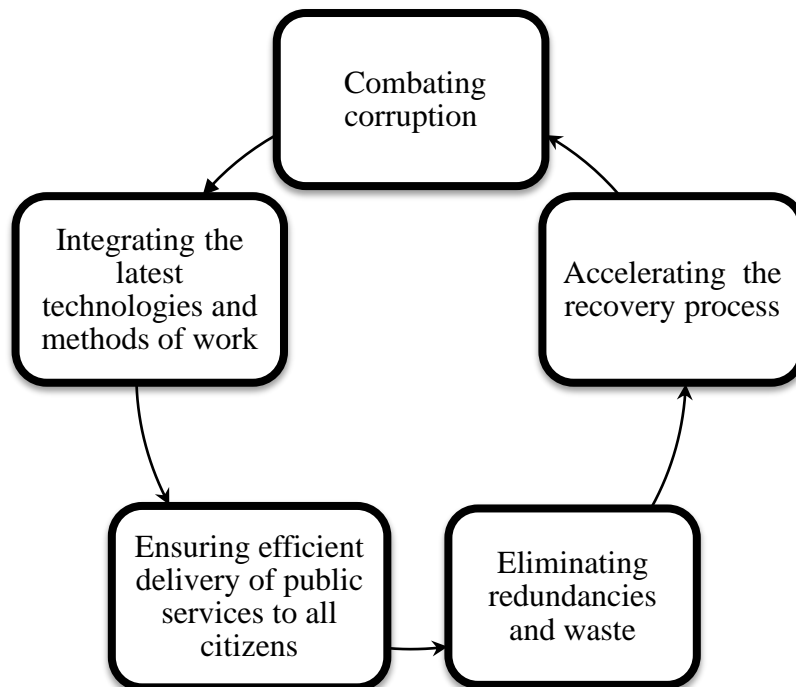 Combating
corruption
Integrating the
latest
technologies and
methods of work
Accelerating the
recovery process
Ensuring efficient
delivery of public
services to all
citizens
Eliminating
redundancies
and waste